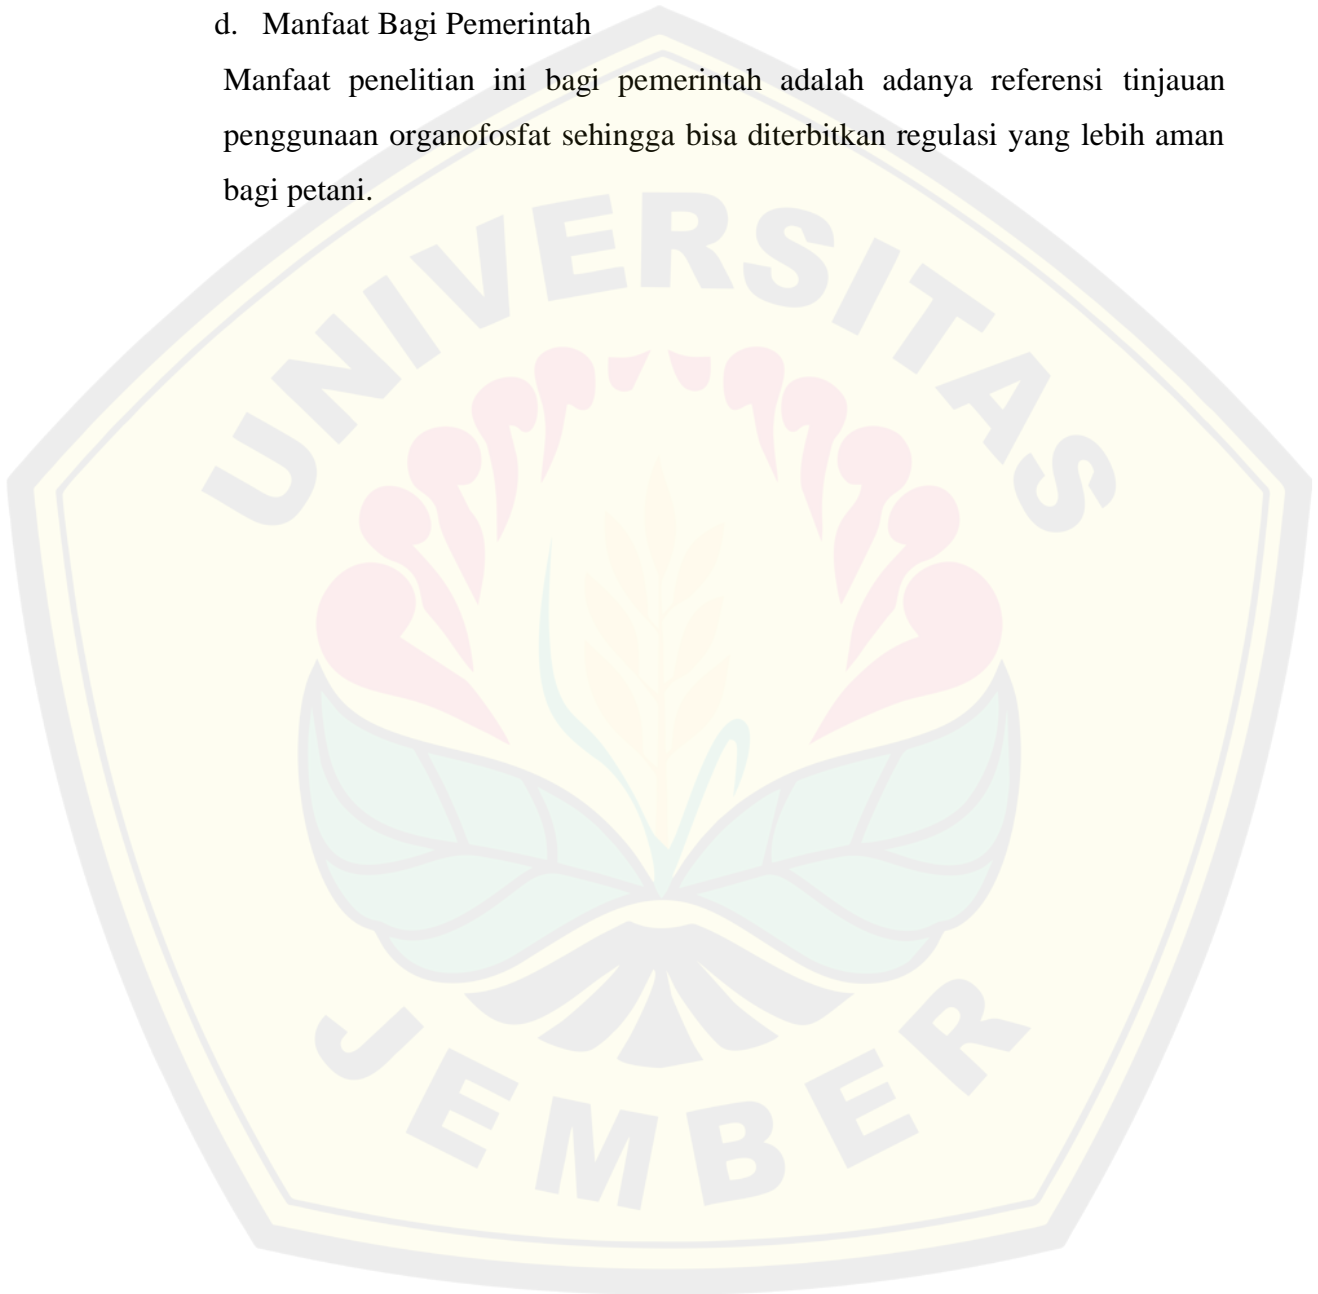 d. Manfaat Bagi Pemerintah
Manfaat penelitian ini bagi pemerintah adalah adanya referensi tinjauan
penggunaan organofosfat sehingga bisa diterbitkan regulasi yang lebih aman
bagi petani.
UNIVERSITAS
JEMBER